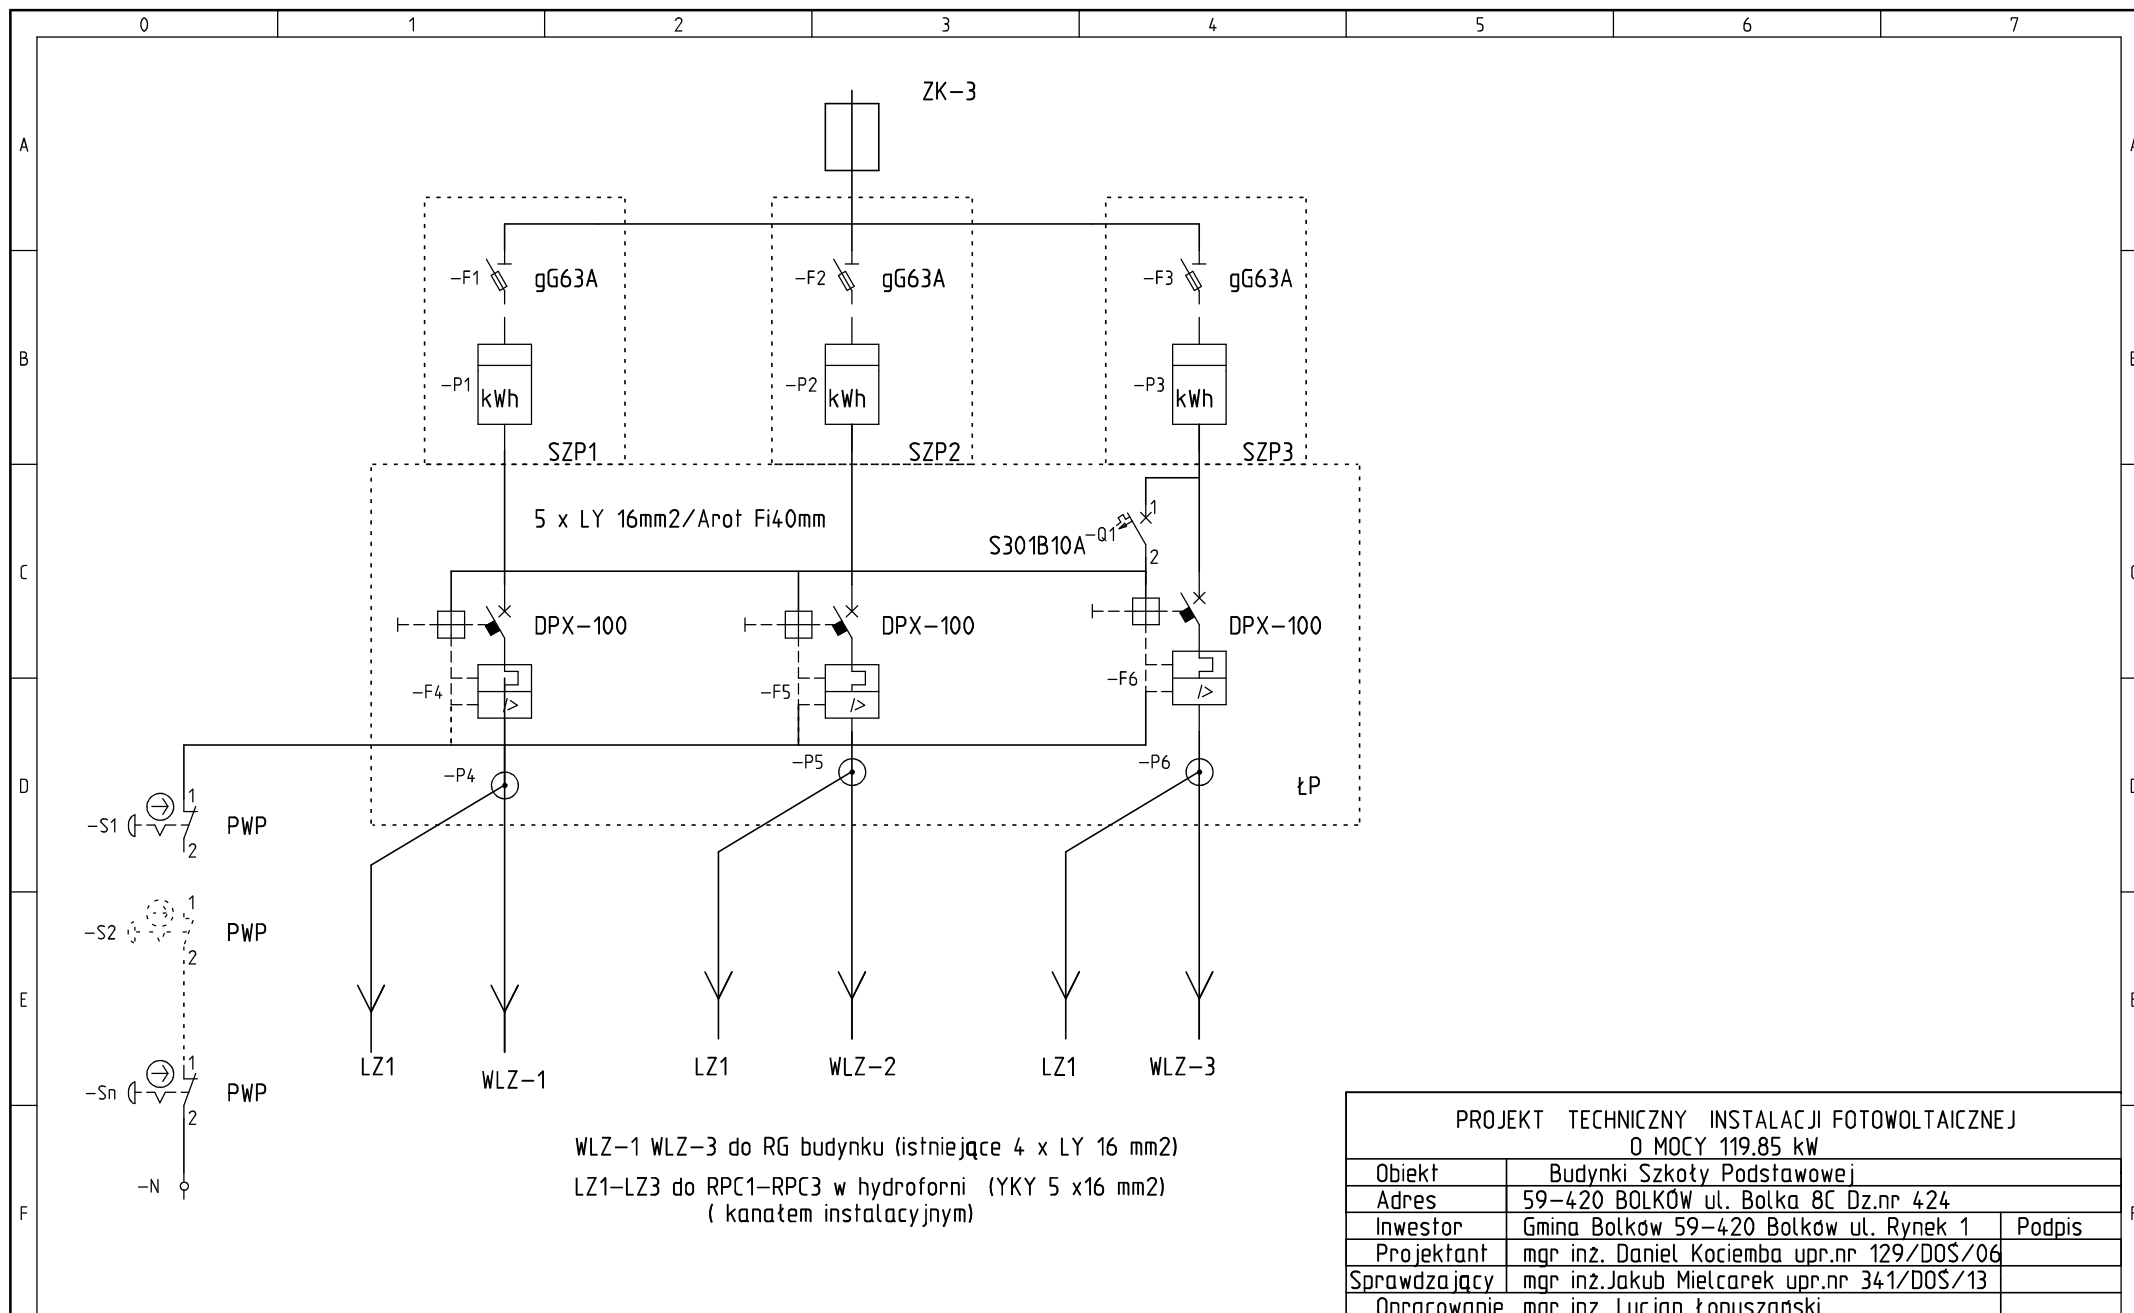 0 1 2 3 4 5 6 7
ZK-3
A
-F1 gG63A -F2 gG63A -F3 gG63A
B
-P1 kWh -P2 kWh -P3 kWh
SZP1 SZP2 SZP3
5 x LY 16mm2/Arot Fi40mm
1
S301B10A -Q1
2
C C
DPX-100 DPX-100 DPX-100
-F4 /> -F5 /> -F6 />
-P4 -P5 -P6
D ŁP
1
-S1 PWP
2
1
-S2 PWP
2
E
LZ1 WLZ-1 LZ1 WLZ-2 LZ1 WLZ-3
1
-Sn PWP
2
WLZ-1 WLZ-3 do RG budynku (istniejące 4 x LY 16 mm2)
-N
LZ1-LZ3 do RPC1-RPC3 w hydroforni (YKY 5 x16 mm2)
( kanałem instalacyjnym)
F
PROJEKT TECHNICZNY INSTALACJI FOTOWOLTAICZNEJ
O MOCY 119.85 kW
Obiekt Budynki Szkoły Podstawowej
Adres 59-420 BOLKÓW ul. Bolka 8C Dz.nr 424
Inwestor Gmina Bolków 59-420 Bolków ul. Rynek 1 Podpis
Projektant mgr inż. Daniel Kociemba upr.nr 129/DOŚ/06
Sprawdzający mgr inż.Jakub Mielcarek upr.nr 341/DOŚ/13
Opracowanie mgr inż. Lucjan Łopuszański